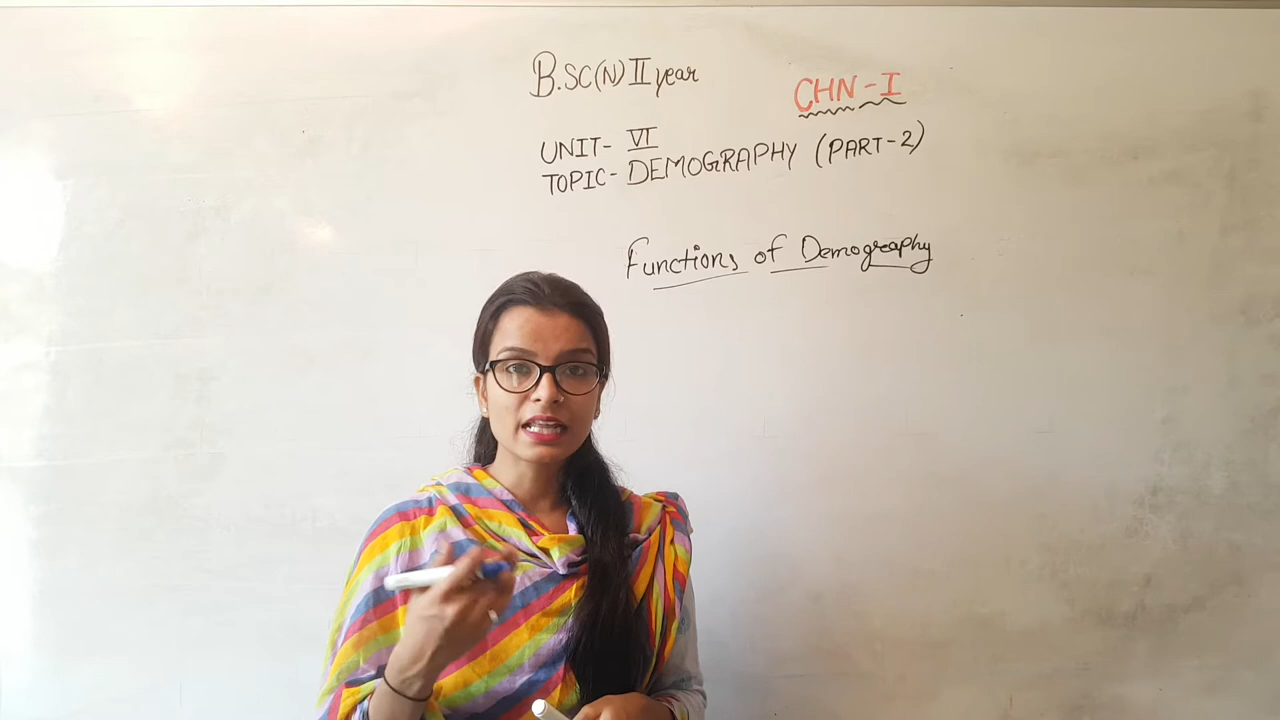 B.SC(N) II year
CHN-I
UNIT- VI
TOPIC- DEMOGRAPHY (PART-2)
Functions of Demography